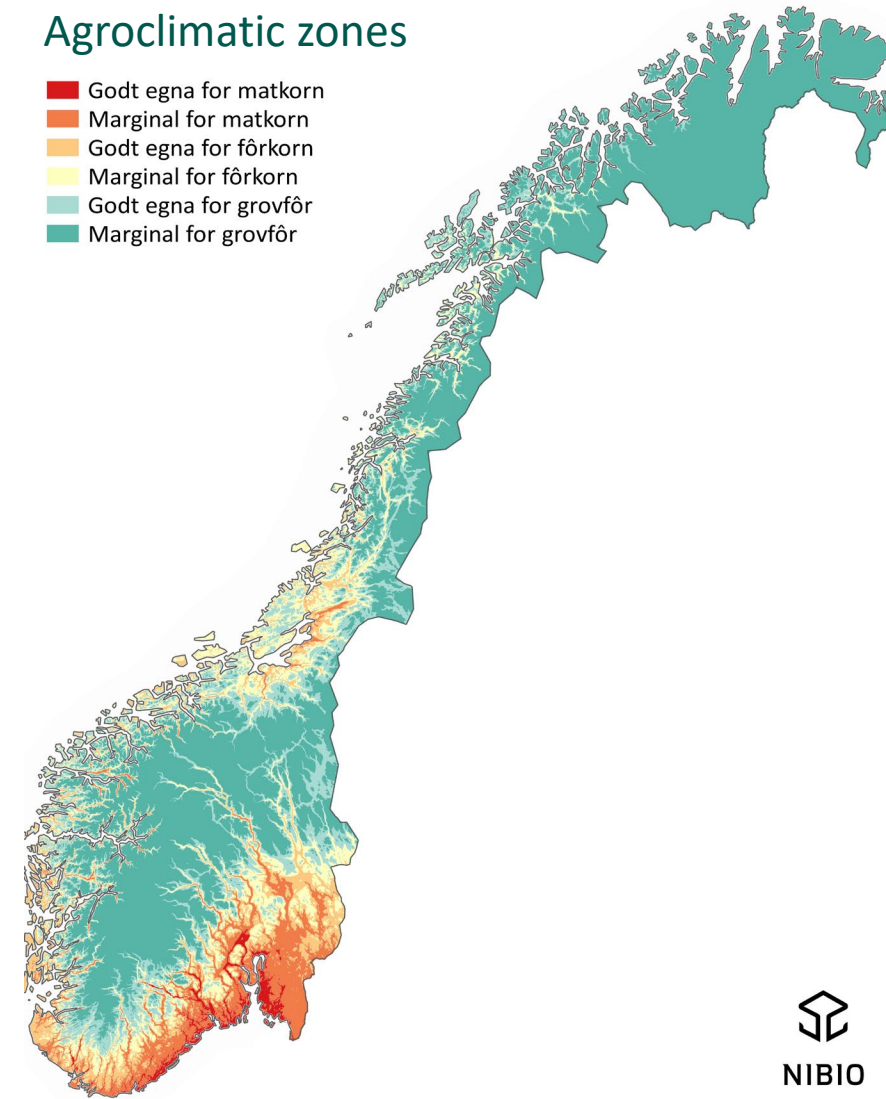 Agroclimatic zones
Godt egna for matkorn
Marginal for matkorn
Godt egna for fôrkorn
Marginal for fôrkorn
Godt egna for grovfôr
Marginal for grovfôr
NIBIO